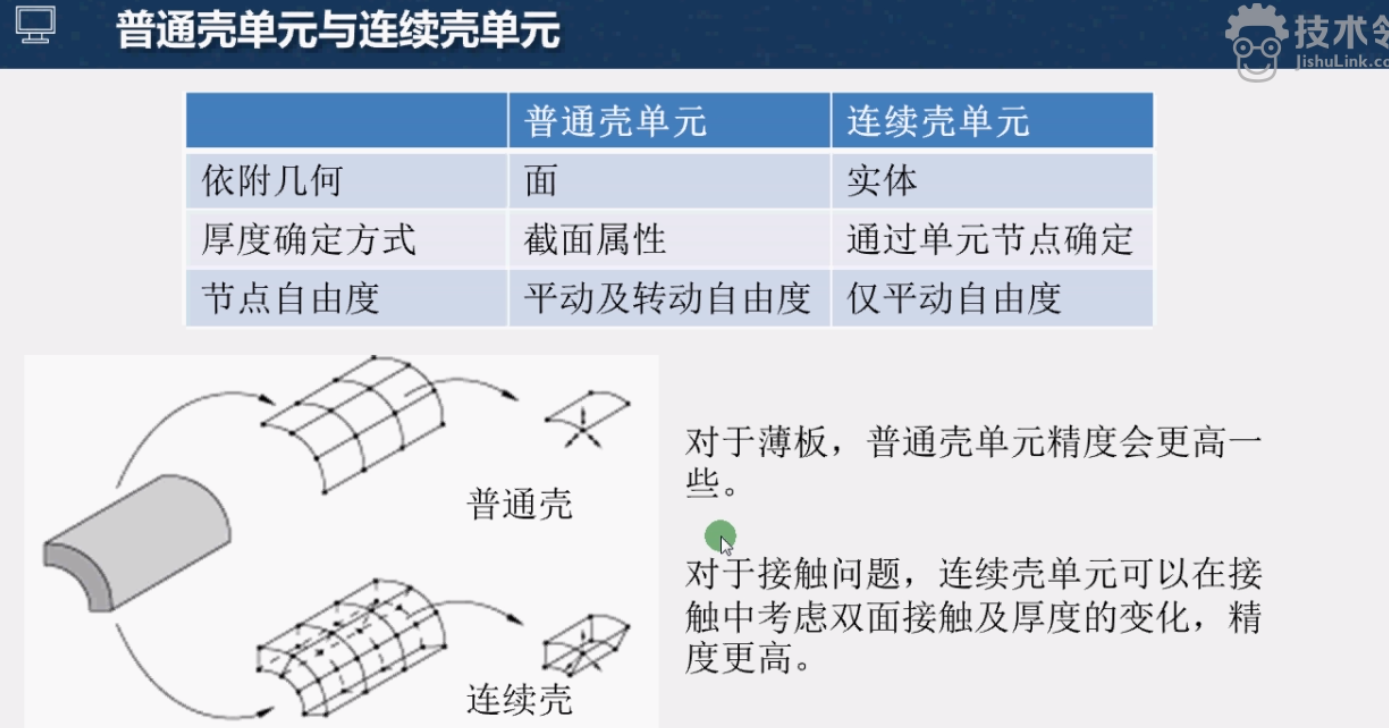 普通壳单元与连续壳单元
技术
JishuLink.co
普通壳单元 连续壳单元
依附几何 面 实体
厚度确定方式 截面属性 通过单元节点确定
节点自由度 平动及转动自由度 仅平动自由度
普通壳
连续壳
对于薄板，普通壳单元精度会更高一
些。
对于接触问题，连续壳单元可以在接
触中考虑双面接触及厚度的变化，精
度更高。